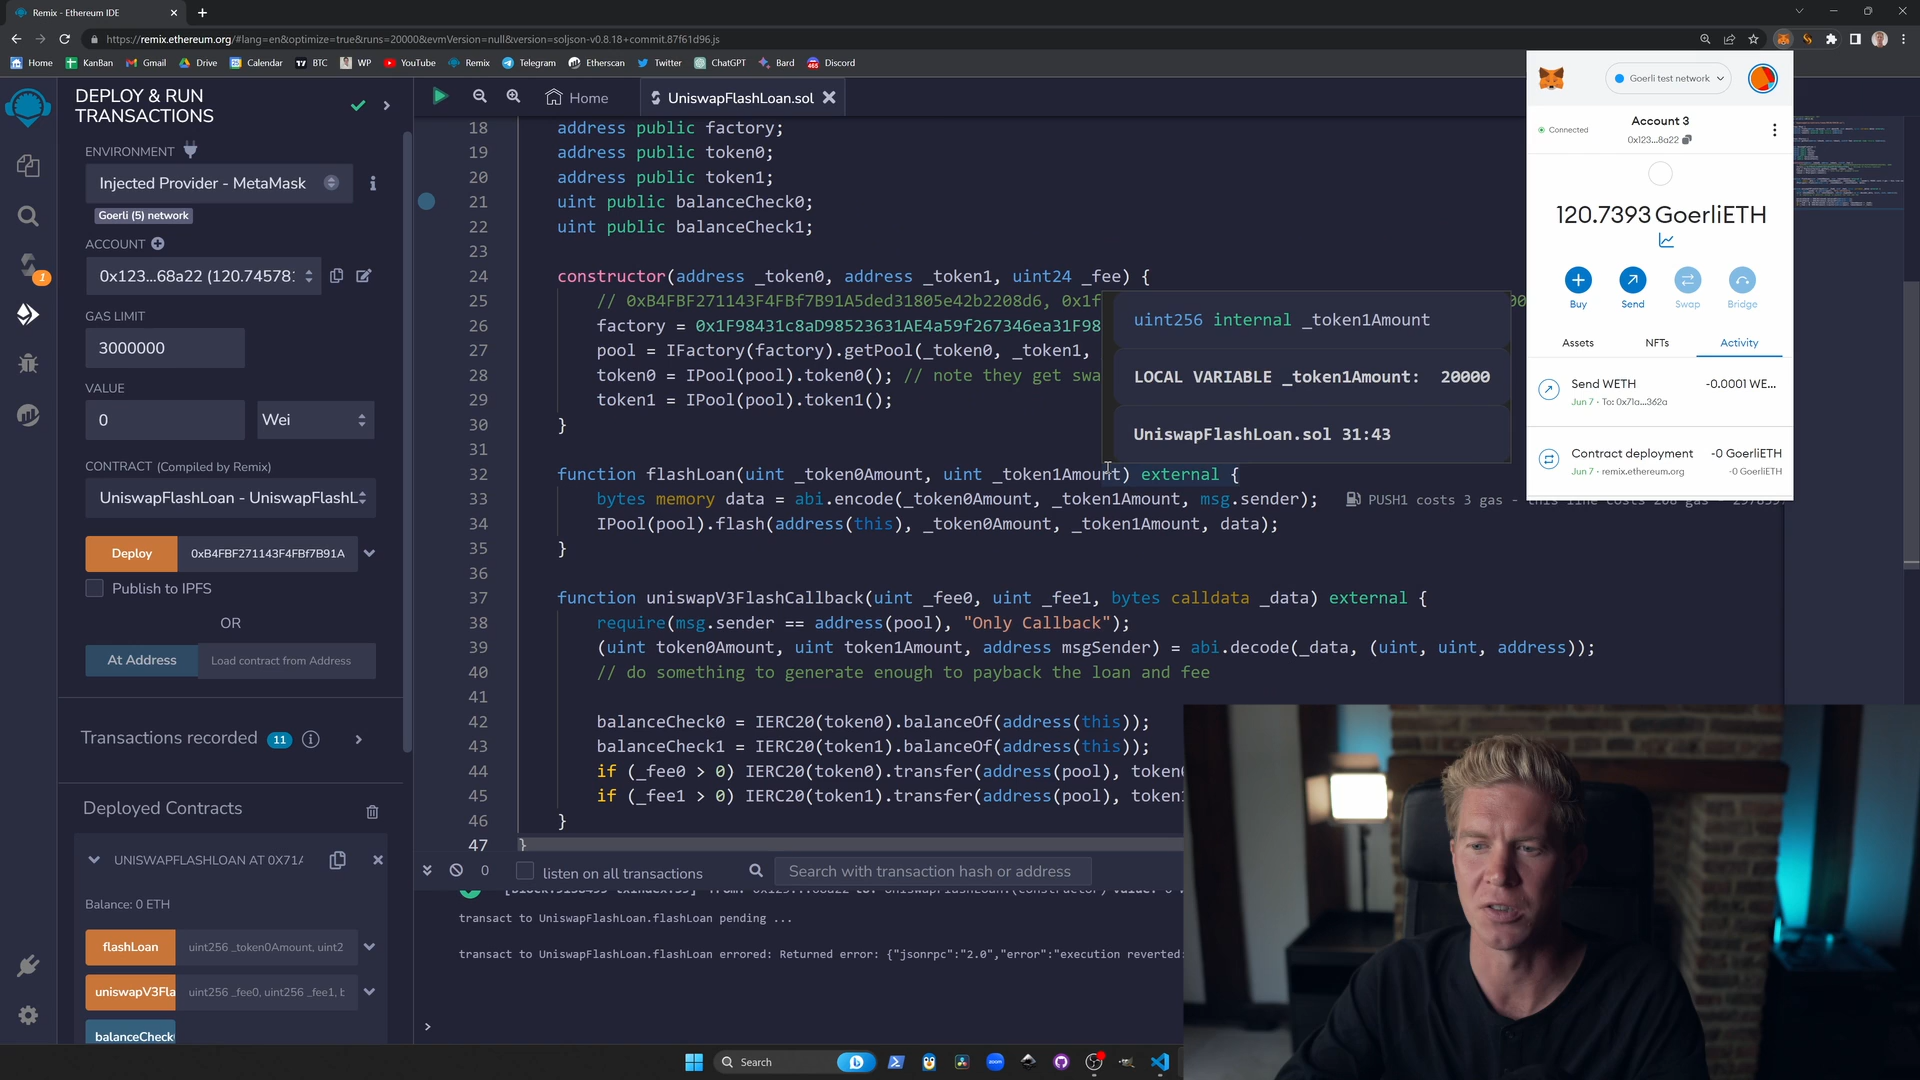 Remix - Ethereum IDE
https://remix.ethereum.org/#lang=en&optimize=true&runs=20000&evmVersion=null&version=soljson-v0.8.18+commit.87f61d96.js
Home KanBan Gmail Drive Calendar BTC WP YouTube Remix Telegram Etherscan Twitter ChatGPT Bard Discord
DEPLOY & RUN
TRANSACTIONS
ENVIRONMENT
Injected Provider - MetaMask
Goerli (5) network
ACCOUNT
0x123...68a22 (120.74578
GAS LIMIT
3000000
VALUE
0 Wei
CONTRACT (Compiled by Remix)
UniswapFlashLoan - UniswapFlashL
Deploy 0xB4FBF271143F4FBf7B91A
Publish to IPFS
OR
At Address Load contract from Address
Transactions recorded 11
Deployed Contracts
UNISWAPFLASHLOAN AT 0X71
Balance: 0 ETH
flashLoan uint256 _token0Amount, uint2
uniswapV3Fla uint256 _fee0, uint256 _fee1, b
balanceCheck
1
Home UniswapFlashLoan.sol
18 address public factory;
19 address public token0;
20 address public token1;
21 uint public balanceCheck0;
22 uint public balanceCheck1;
23
24 constructor(address _token0, address _token1, uint24 _fee) {
25 // 0xB4FBF271143F4FBf7B91A5ded31805e42b2208d6, 0x1f
26 factory = 0x1F98431c8aD98523631AE4a59f267346ea31F98
27 pool = IFactory(factory).getPool(_token0, _token1,
28 token0 = IPool(pool).token0(); // note they get swa
29 token1 = IPool(pool).token1();
30 }
31
32 function flashLoan(uint _token0Amount, uint _token1Amount) external {
33 bytes memory data = abi.encode(_token0Amount, _token1Amount, msg.sender); PUSH1 costs 3 gas - this line costs 208 gas -
34 IPool(pool).flash(address(this), _token0Amount, _token1Amount, data);
35 }
36
37 function uniswapV3FlashCallback(uint _fee0, uint _fee1, bytes calldata _data) external {
38 require(msg.sender == address(pool), "Only Callback");
39 (uint token0Amount, uint token1Amount, address msgSender) = abi.decode(_data, (uint, uint, address));
40 // do something to generate enough to payback the loan and fee
41
42 balanceCheck0 = IERC20(token0).balanceOf(address(this));
43 balanceCheck1 = IERC20(token1).balanceOf(address(this));
44 if (_fee0 > 0) IERC20(token0).transfer(address(pool), token
45 if (_fee1 > 0) IERC20(token1).transfer(address(pool), token
46 }
47 }
uint256 internal _token1Amount
LOCAL VARIABLE _token1Amount: 20000
UniswapFlashLoan.sol 31:43
0 listen on all transactions Search with transaction hash or address
transact to UniswapFlashLoan.flashLoan pending ...
transact to UniswapFlashLoan.flashLoan errored: Returned error: {"jsonrpc":"2.0","error":"execution reverted:
Goerli test network
Connected
Account 3
0x123...8a22
120.7393 GoerliETH
Buy Send Swap Bridge
Assets NFTs Activity
Send WETH -0.0001 WE...
Jun 7 · To: 0x71a...362a
Contract deployment -0 GoerliETH
Jun 7 · remix.ethereum.org -0 GoerliETH
Search